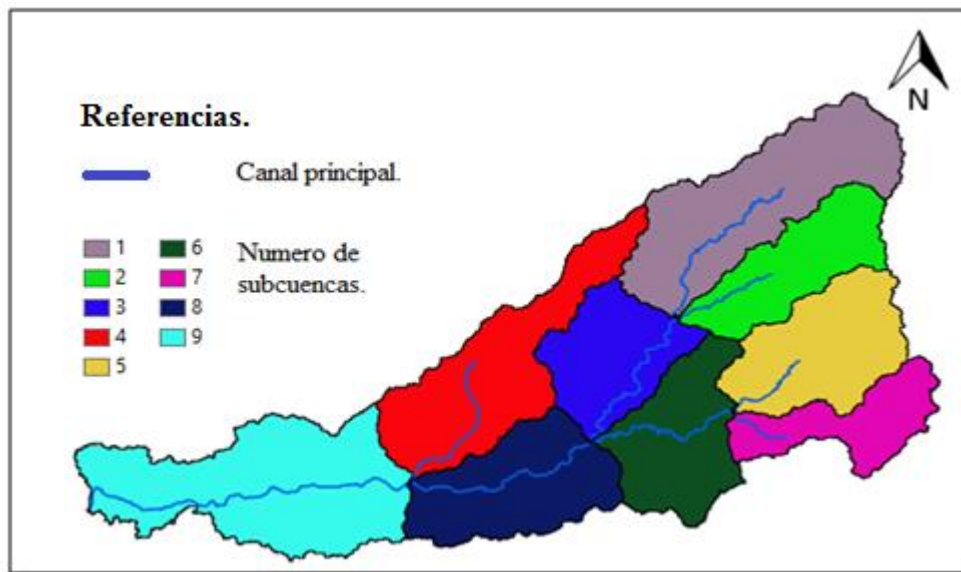 N
Referencias.
Canal principal.
1 6 Numero de
2 7 subcuencas.
3 8
4 9
5